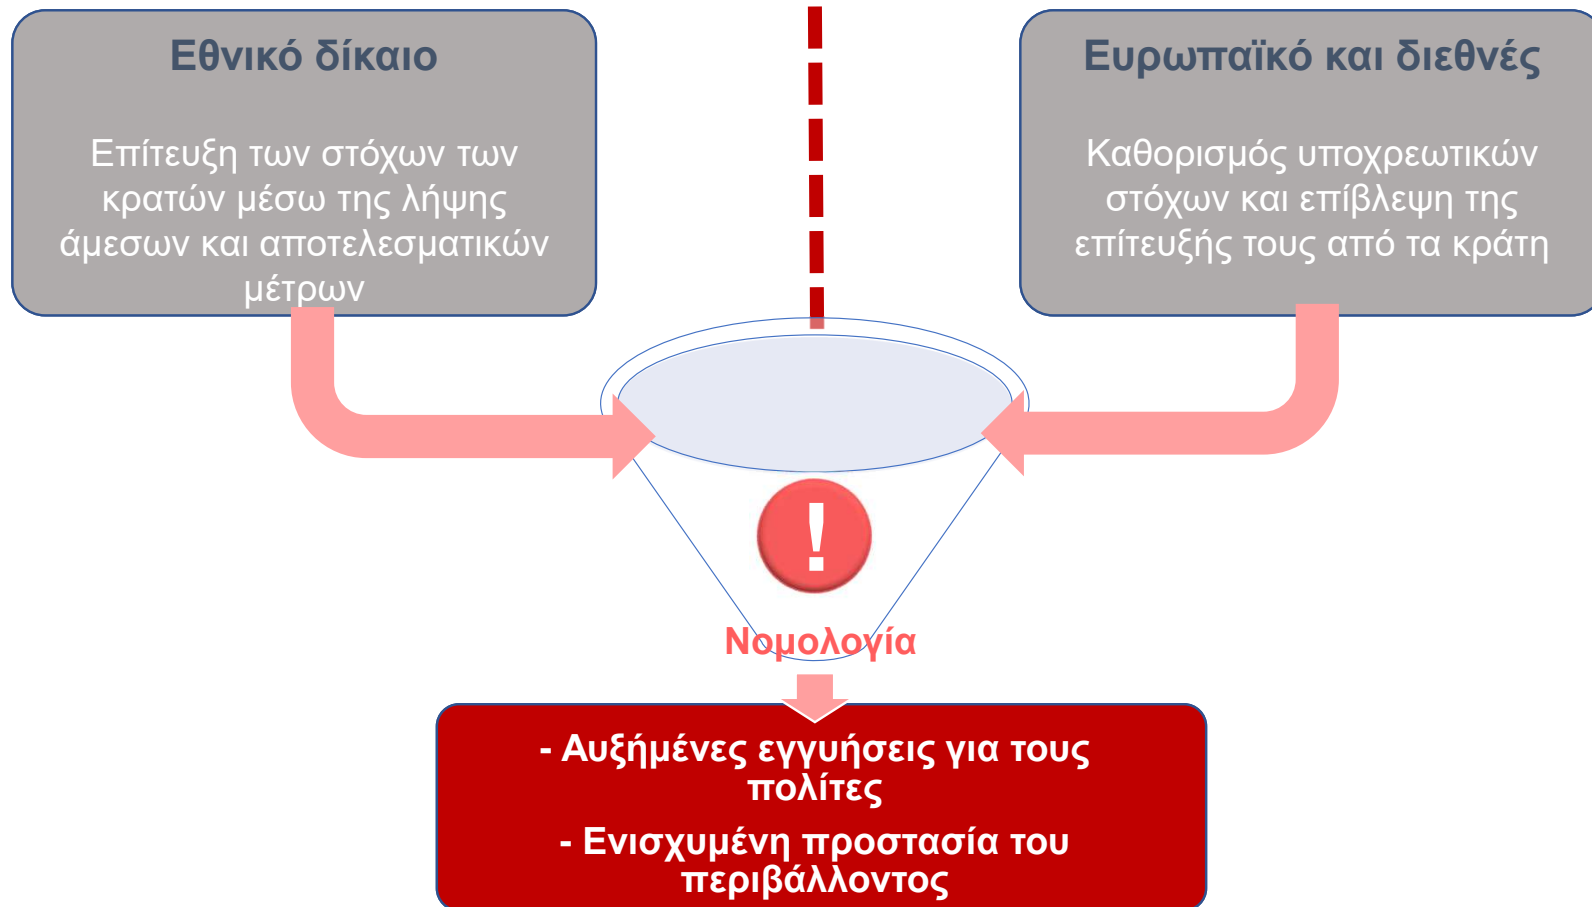 Εθνικό δίκαιο
Επίτευξη των στόχων των
κρατών μέσω της λήψης
άμεσων και αποτελεσματικών
μέτρων
Ευρωπαϊκό και διεθνές
Καθορισμός υποχρεωτικών
στόχων και επίβλεψη της
επίτευξής τους από τα κράτη
!
Νομολογία
- Αυξήμένες εγγυήσεις για τους
πολίτες
- Ενισχυμένη προστασία του
περιβάλλοντος